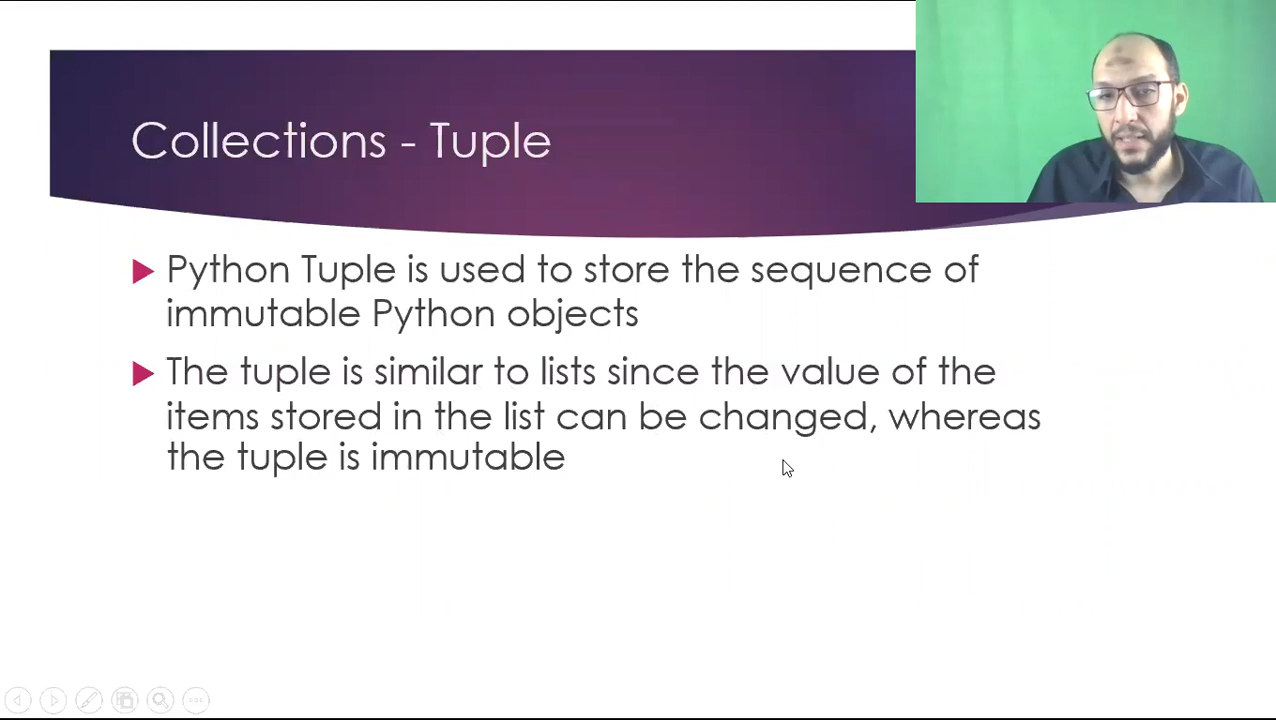 Collections - Tuple
Python Tuple is used to store the sequence of
immutable Python objects
The tuple is similar to lists since the value of the
items stored in the list can be changed, whereas
the tuple is immutable